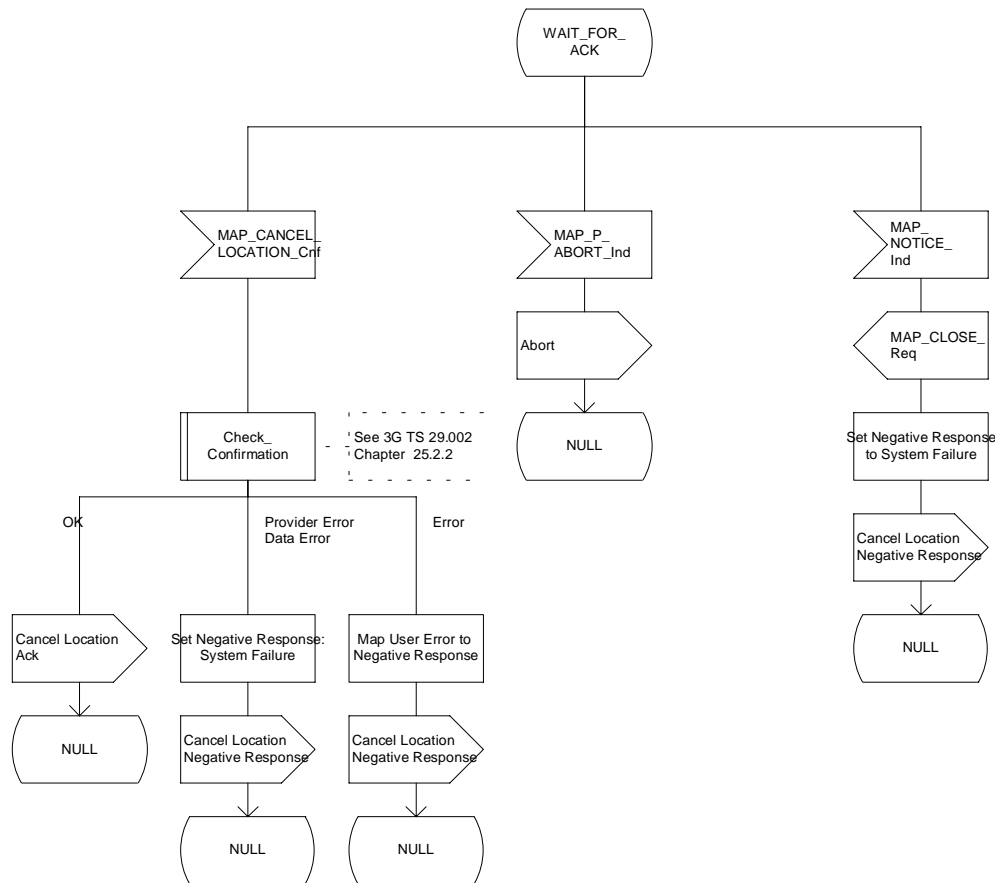 WAIT_FOR_
ACK
MAP_CANCEL_
LOCATION_Cnf
MAP_P_
ABORT_Ind
MAP_
NOTICE_
Ind
Abort
MAP_CLOSE_
Req
Check_
Confirmation
See 3G TS 29.002
Chapter 25.2.2
NULL
Set Negative Response
to System Failure
OK
Provider Error
Data Error
Error
Cancel Location
Negative Response
Cancel Location
Ack
Set Negative Response:
System Failure
Map User Error to
Negative Response
NULL
NULL
Cancel Location
Negative Response
Cancel Location
Negative Response
NULL
NULL